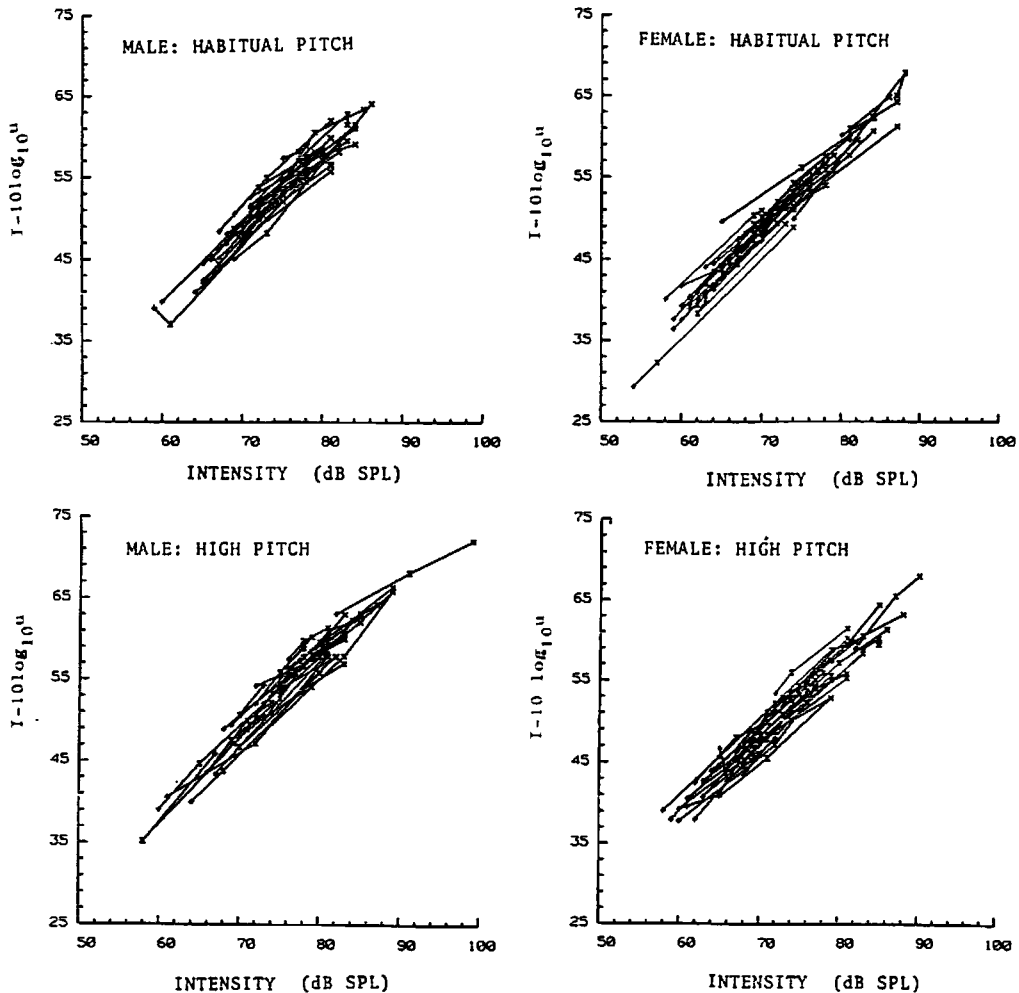 75
65
55
45
35
25
I-10log10u
MALE: HABITUAL PITCH
50 60 70 80 90 100
INTENSITY (dB SPL)
75
65
55
45
35
25
I-10log10u
FEMALE: HABITUAL PITCH
50 60 70 80 90 100
INTENSITY (dB SPL)
75
65
55
45
35
25
I-10log10u
MALE: HIGH PITCH
50 60 70 80 90 100
INTENSITY (dB SPL)
75
65
55
45
35
25
I-10 log10u
FEMALE: HIGH PITCH
50 60 70 80 90 100
INTENSITY (dB SPL)